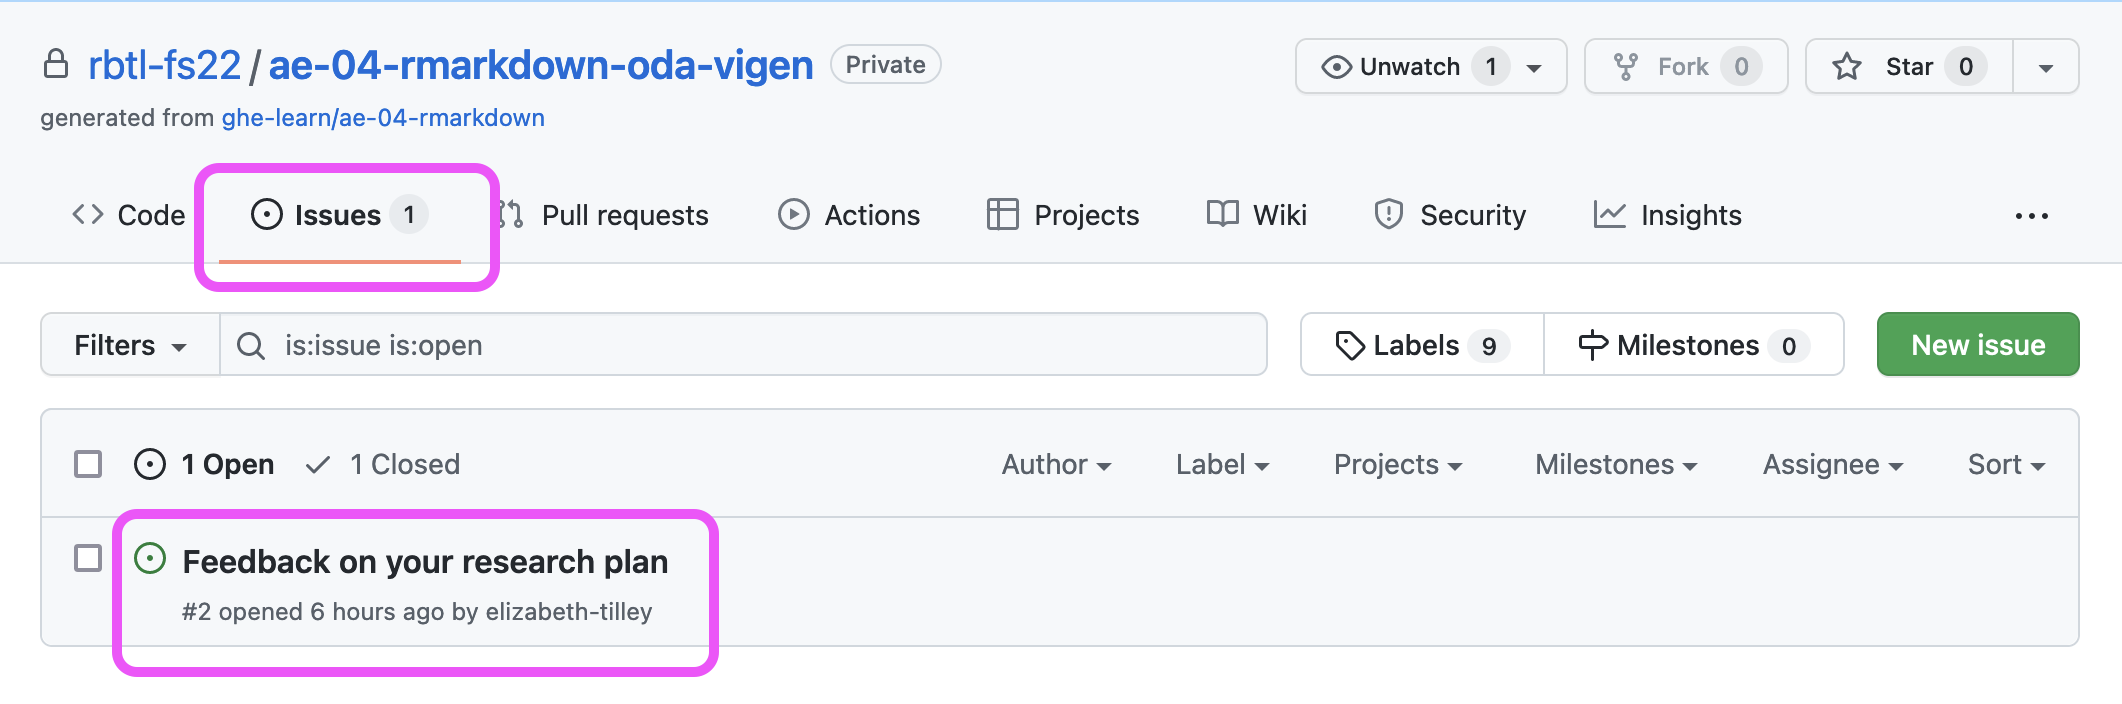 rbtl-fs22 / ae-04-rmarkdown-oda-vigen Private Unwatch 1 Fork 0 Star 0
generated from ghe-learn/ae-04-rmarkdown
Code Issues 1 Pull requests Actions Projects Wiki Security Insights ...
Filters is:issue is:open Labels 9 Milestones 0 New issue
1 Open 1 Closed Author Label Projects Milestones Assignee Sort
Feedback on your research plan
#2 opened 6 hours ago by elizabeth-tilley